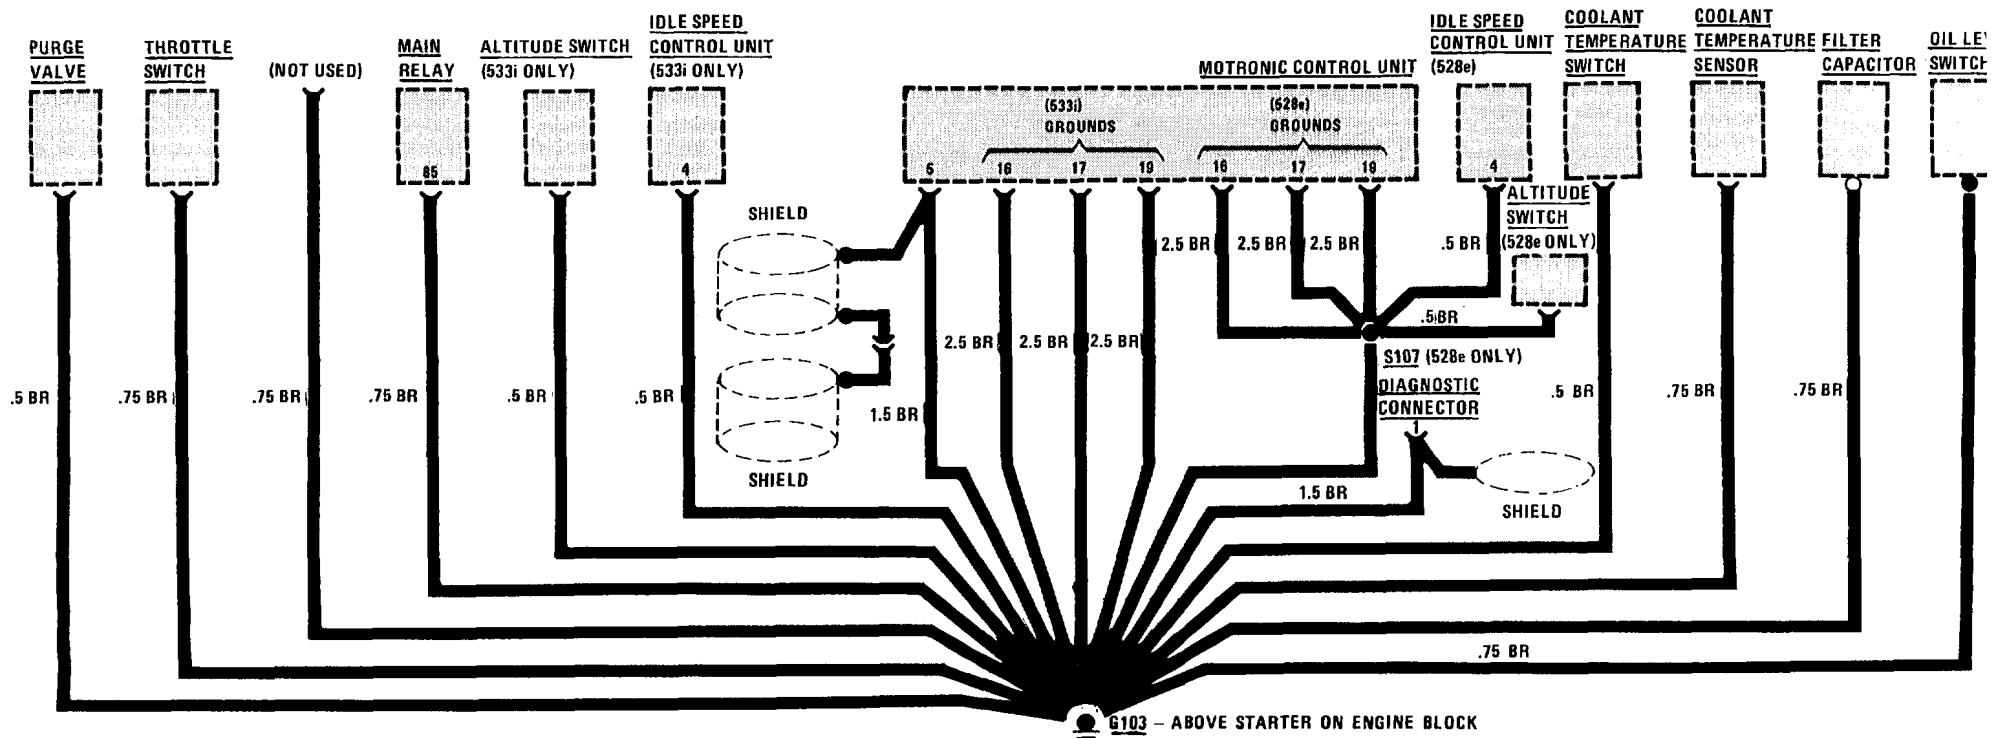 PURGE
VALVE
THROTTLE
SWITCH
(NOT USED)
MAIN
RELAY
ALTITUDE SWITCH
(533i ONLY)
IDLE SPEED
CONTROL UNIT
(533i ONLY)
MOTRONIC CONTROL UNIT
IDLE SPEED
CONTROL UNIT
(528e)
COOLANT
TEMPERATURE
SWITCH
COOLANT
TEMPERATURE
SENSOR
FILTER
CAPACITOR
OIL LEV
SWITCH
(533i)
GROUNDS
(528e)
GROUNDS
85
4
5
16
17
19
16
17
19
4
ALTITUDE
SWITCH
(528e ONLY)
SHIELD
2.5 BR
2.5 BR
2.5 BR
.5 BR
.5 BR
2.5 BR
2.5 BR
2.5 BR
S107 (528e ONLY)
DIAGNOSTIC
CONNECTOR
1
.5 BR
.75 BR
.75 BR
.75 BR
.5 BR
.5 BR
1.5 BR
.5 BR
.75 BR
.75 BR
SHIELD
1.5 BR
SHIELD
.75 BR
G103 – ABOVE STARTER ON ENGINE BLOCK